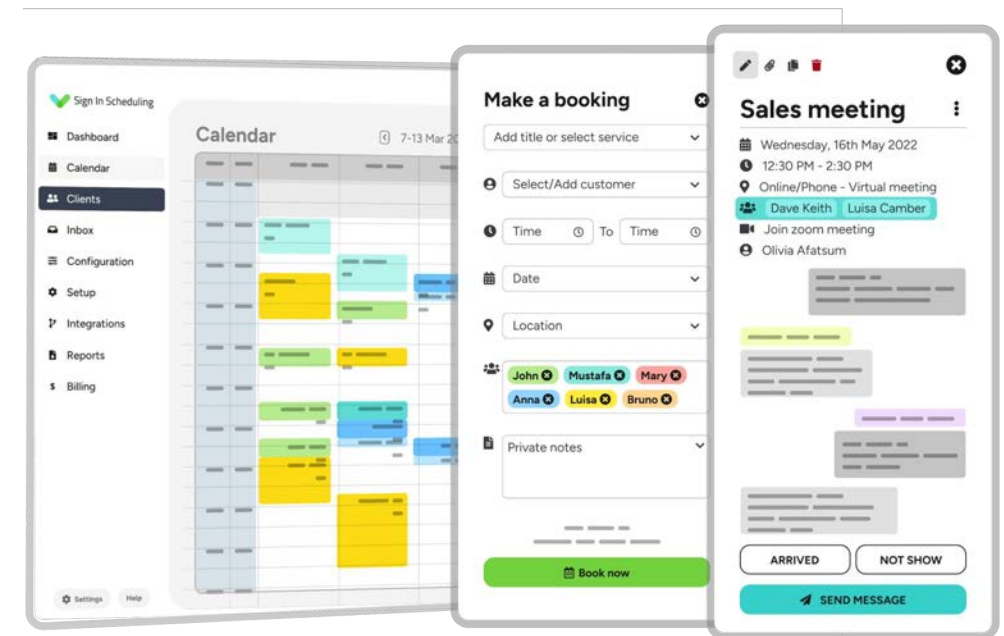 Sign In Scheduling
Dashboard
Calendar
Clients
Inbox
Configuration
Setup
Integrations
Reports
$ Billing
Settings Help
Calendar
7-13 Mar
Make a booking
Add title or select service
Select/Add customer
Time To Time
Date
Location
John Mustafa Mary
Anna Luisa Bruno
Private notes
Book now
Sales meeting
Wednesday, 16th May 2022
12:30 PM - 2:30 PM
Online/Phone - Virtual meeting
Dave Keith Luisa Camber
Join zoom meeting
Olivia Afatsum
ARRIVED NOT SHOW
SEND MESSAGE